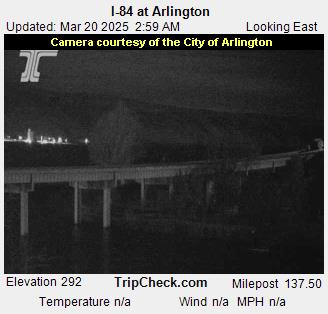 I-84 at Arlington
Updated: Mar 20 2025 2:59 AM Looking East
Camera courtesy of the City of Arlington
Elevation 292 TripCheck.com Milepost 137.50
Temperature n/a Wind n/a MPH n/a